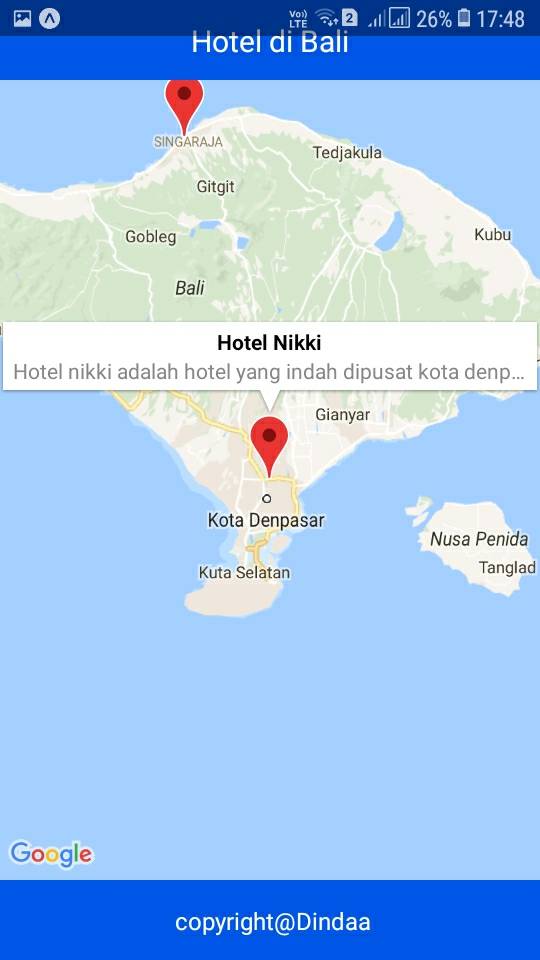 Voo)
LTE
2
26%
17:48
Hotel di Bali
SINGARAJA
Tedjakula
Gitgit
Gobleg
Kubu
Bali
Hotel Nikki
Hotel nikki adalah hotel yang indah dipusat kota denp...
Gianyar
Kota Denpasar
Nusa Penida
Kuta Selatan
Tanglad
Google
copyright@Dindaa